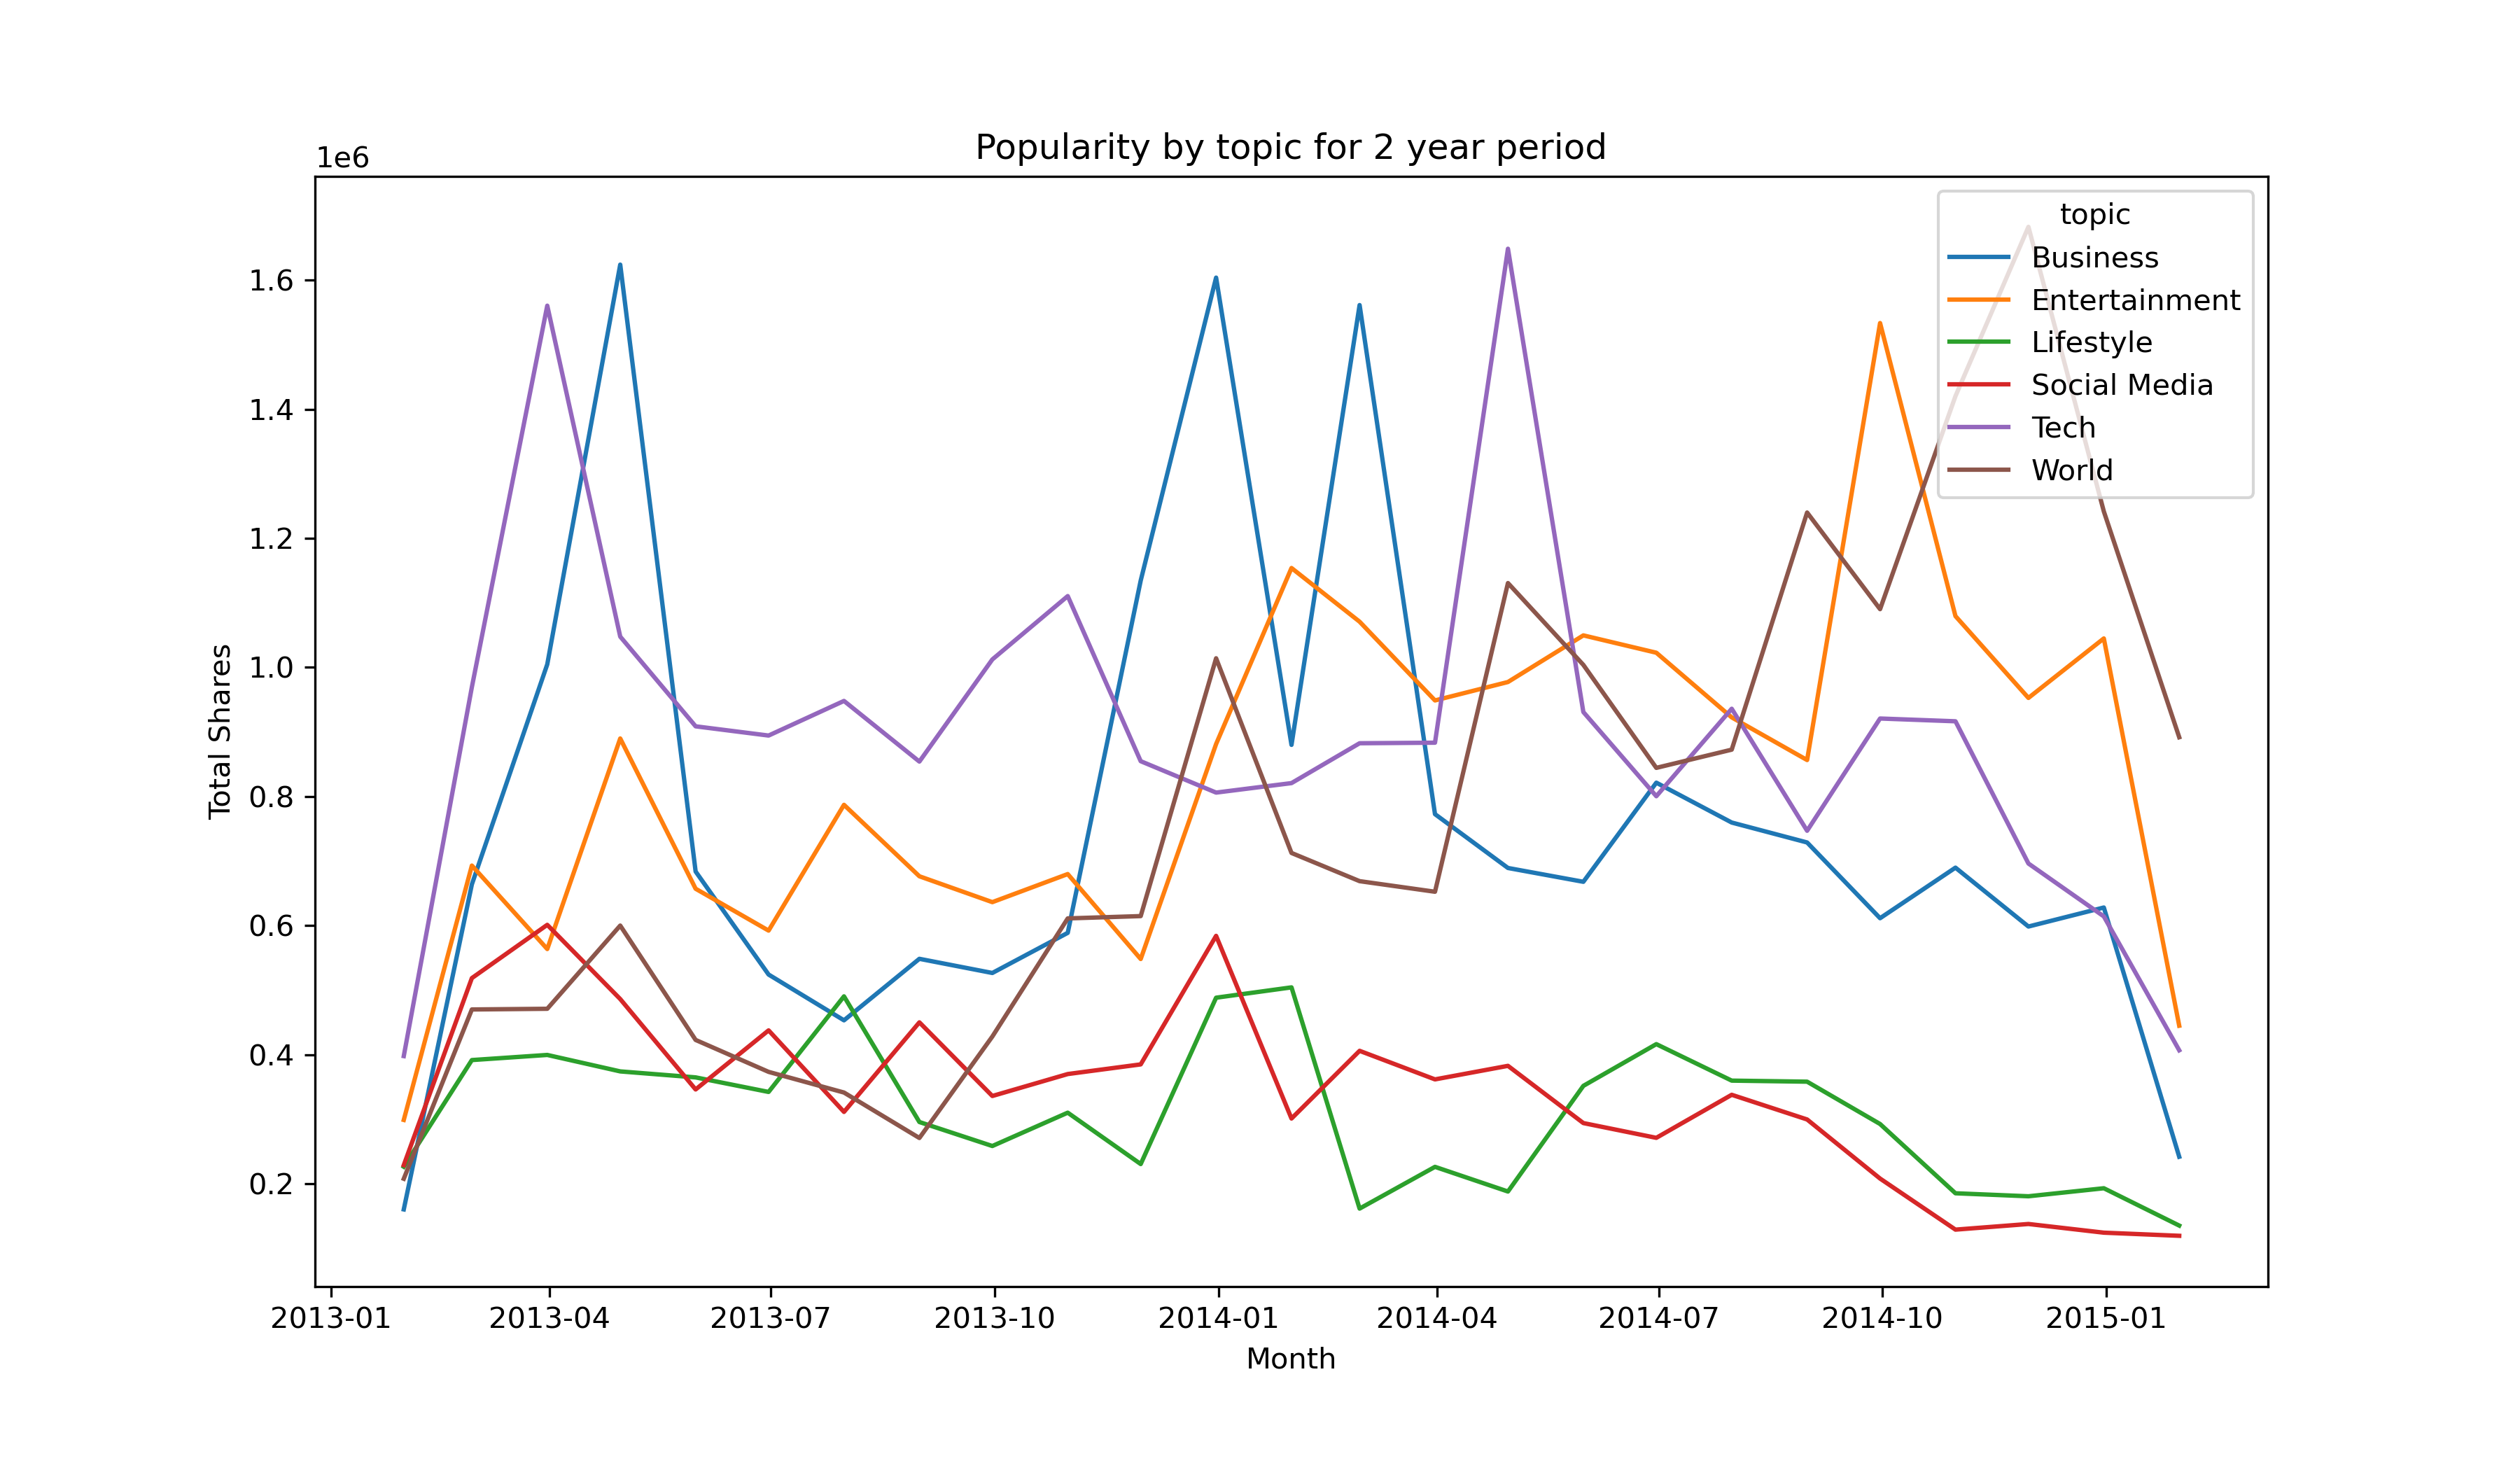 Popularity by topic for 2 year period
1e6
topic
Business
Entertainment
Lifestyle
Social Media
Tech
World
1.6
1.4
1.2
1.0
0.8
0.6
0.4
0.2
Total Shares
2013-01 2013-04 2013-07 2013-10 2014-01 2014-04 2014-07 2014-10 2015-01
Month